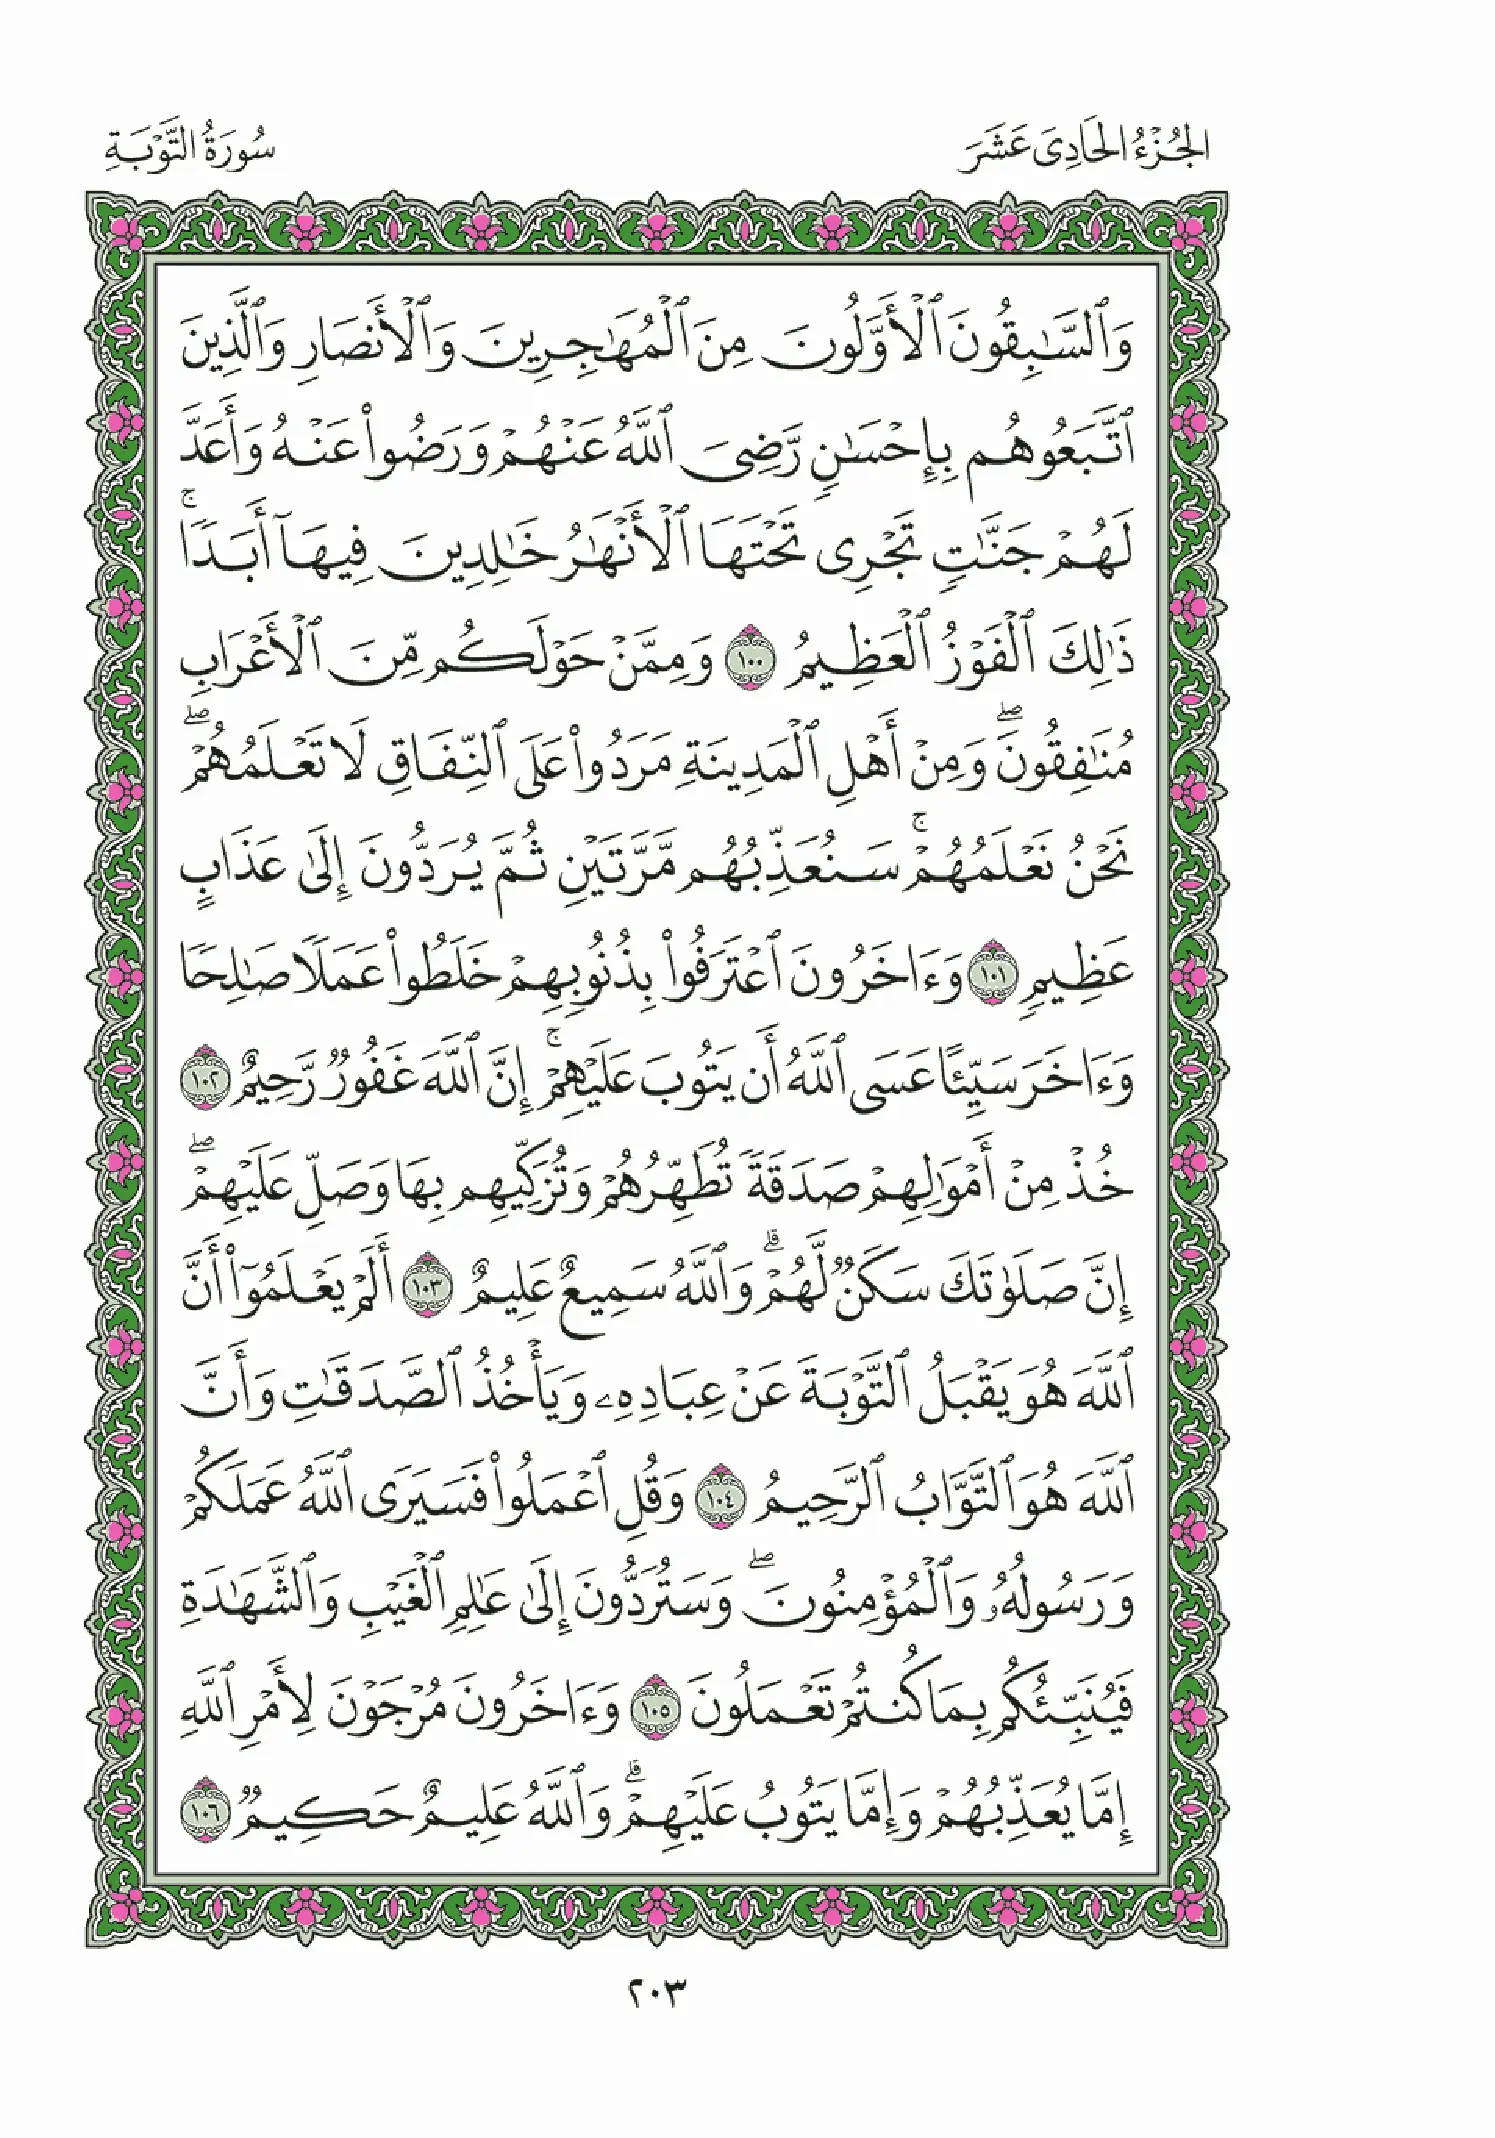 الجُزْءُ الحَادِى عَشَرَ
سُورَةُ التَّوْبَةِ
وَٱلسَّٰبِقُونَ ٱلْأَوَّلُونَ مِنَ ٱلْمُهَٰجِرِينَ وَٱلْأَنصَارِ وَٱلَّذِينَ
ٱتَّبَعُوهُم بِإِحْسَٰنٍ رَّضِىَ ٱللَّهُ عَنْهُمْ وَرَضُوا۟ عَنْهُ وَأَعَدَّ
لَهُمْ جَنَّٰتٍ تَجْرِى تَحْتَهَا ٱلْأَنْهَٰرُ خَٰلِدِينَ فِيهَآ أَبَدًا ۚ
ذَٰلِكَ ٱلْفَوْزُ ٱلْعَظِيمُ ١٠٠ وَمِمَّنْ حَوْلَكُم مِّنَ ٱلْأَعْرَابِ
مُنَٰفِقُونَ ۖ وَمِنْ أَهْلِ ٱلْمَدِينَةِ مَرَدُوا۟ عَلَى ٱلنِّفَاقِ لَا تَعْلَمُهُمْ ۖ
نَحْنُ نَعْلَمُهُمْ ۚ سَنُعَذِّبُهُم مَّرَّتَيْنِ ثُمَّ يُرَدُّونَ إِلَىٰ عَذَابٍ
عَظِيمٍ ١٠١ وَءَاخَرُونَ ٱعْتَرَفُوا۟ بِذُنُوبِهِمْ خَلَطُوا۟ عَمَلًا صَٰلِحًا
وَءَاخَرَ سَيِّئًا عَسَى ٱللَّهُ أَن يَتُوبَ عَلَيْهِمْ ۚ إِنَّ ٱللَّهَ غَفُورٌ رَّحِيمٌ ١٠٢
خُذْ مِنْ أَمْوَٰلِهِمْ صَدَقَةً تُطَهِّرُهُمْ وَتُزَكِّيهِم بِهَا وَصَلِّ عَلَيْهِمْ ۖ
إِنَّ صَلَوٰتَكَ سَكَنٌ لَّهُمْ ۗ وَٱللَّهُ سَمِيعٌ عَلِيمٌ ١٠٣ أَلَمْ يَعْلَمُوٓا۟ أَنَّ
ٱللَّهَ هُوَ يَقْبَلُ ٱلتَّوْبَةَ عَنْ عِبَادِهِۦ وَيَأْخُذُ ٱلصَّدَقَٰتِ وَأَنَّ
ٱللَّهَ هُوَ ٱلتَّوَّابُ ٱلرَّحِيمُ ١٠٤ وَقُلِ ٱعْمَلُوا۟ فَسَيَرَى ٱللَّهُ عَمَلَكُمْ
وَرَسُولُهُۥ وَٱلْمُؤْمِنُونَ ۖ وَسَتُرَدُّونَ إِلَىٰ عَٰلِمِ ٱلْغَيْبِ وَٱلشَّهَٰدَةِ
فَيُنَبِّئُكُم بِمَا كُنتُمْ تَعْمَلُونَ ١٠٥ وَءَاخَرُونَ مُرْجَوْنَ لِأَمْرِ ٱللَّهِ
إِمَّا يُعَذِّبُهُمْ وَإِمَّا يَتُوبُ عَلَيْهِمْ ۗ وَٱللَّهُ عَلِيمٌ حَكِيمٌ ١٠٦
٢٠٣